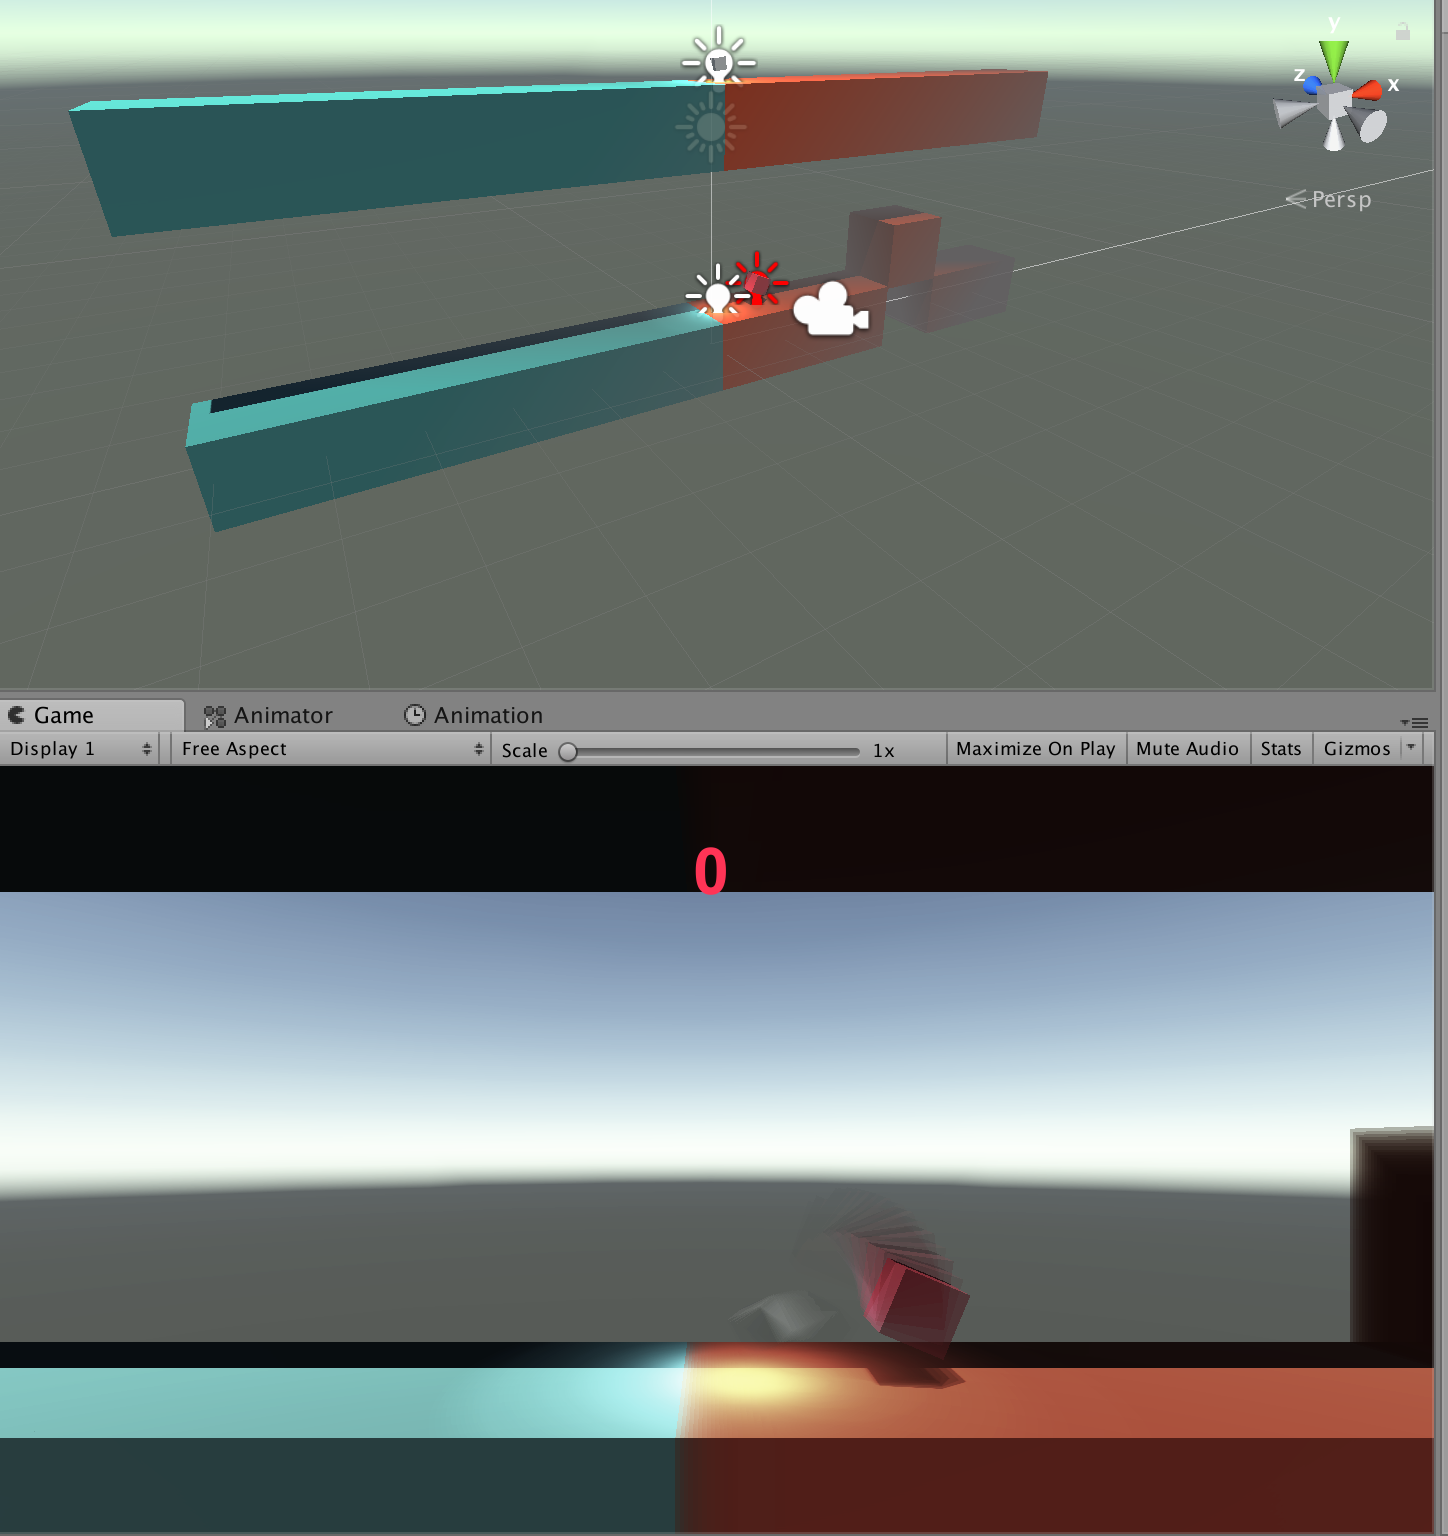 y
z
x
Persp
Game Animator Animation
Display 1 Free Aspect Scale 1x Maximize On Play Mute Audio Stats Gizmos
0